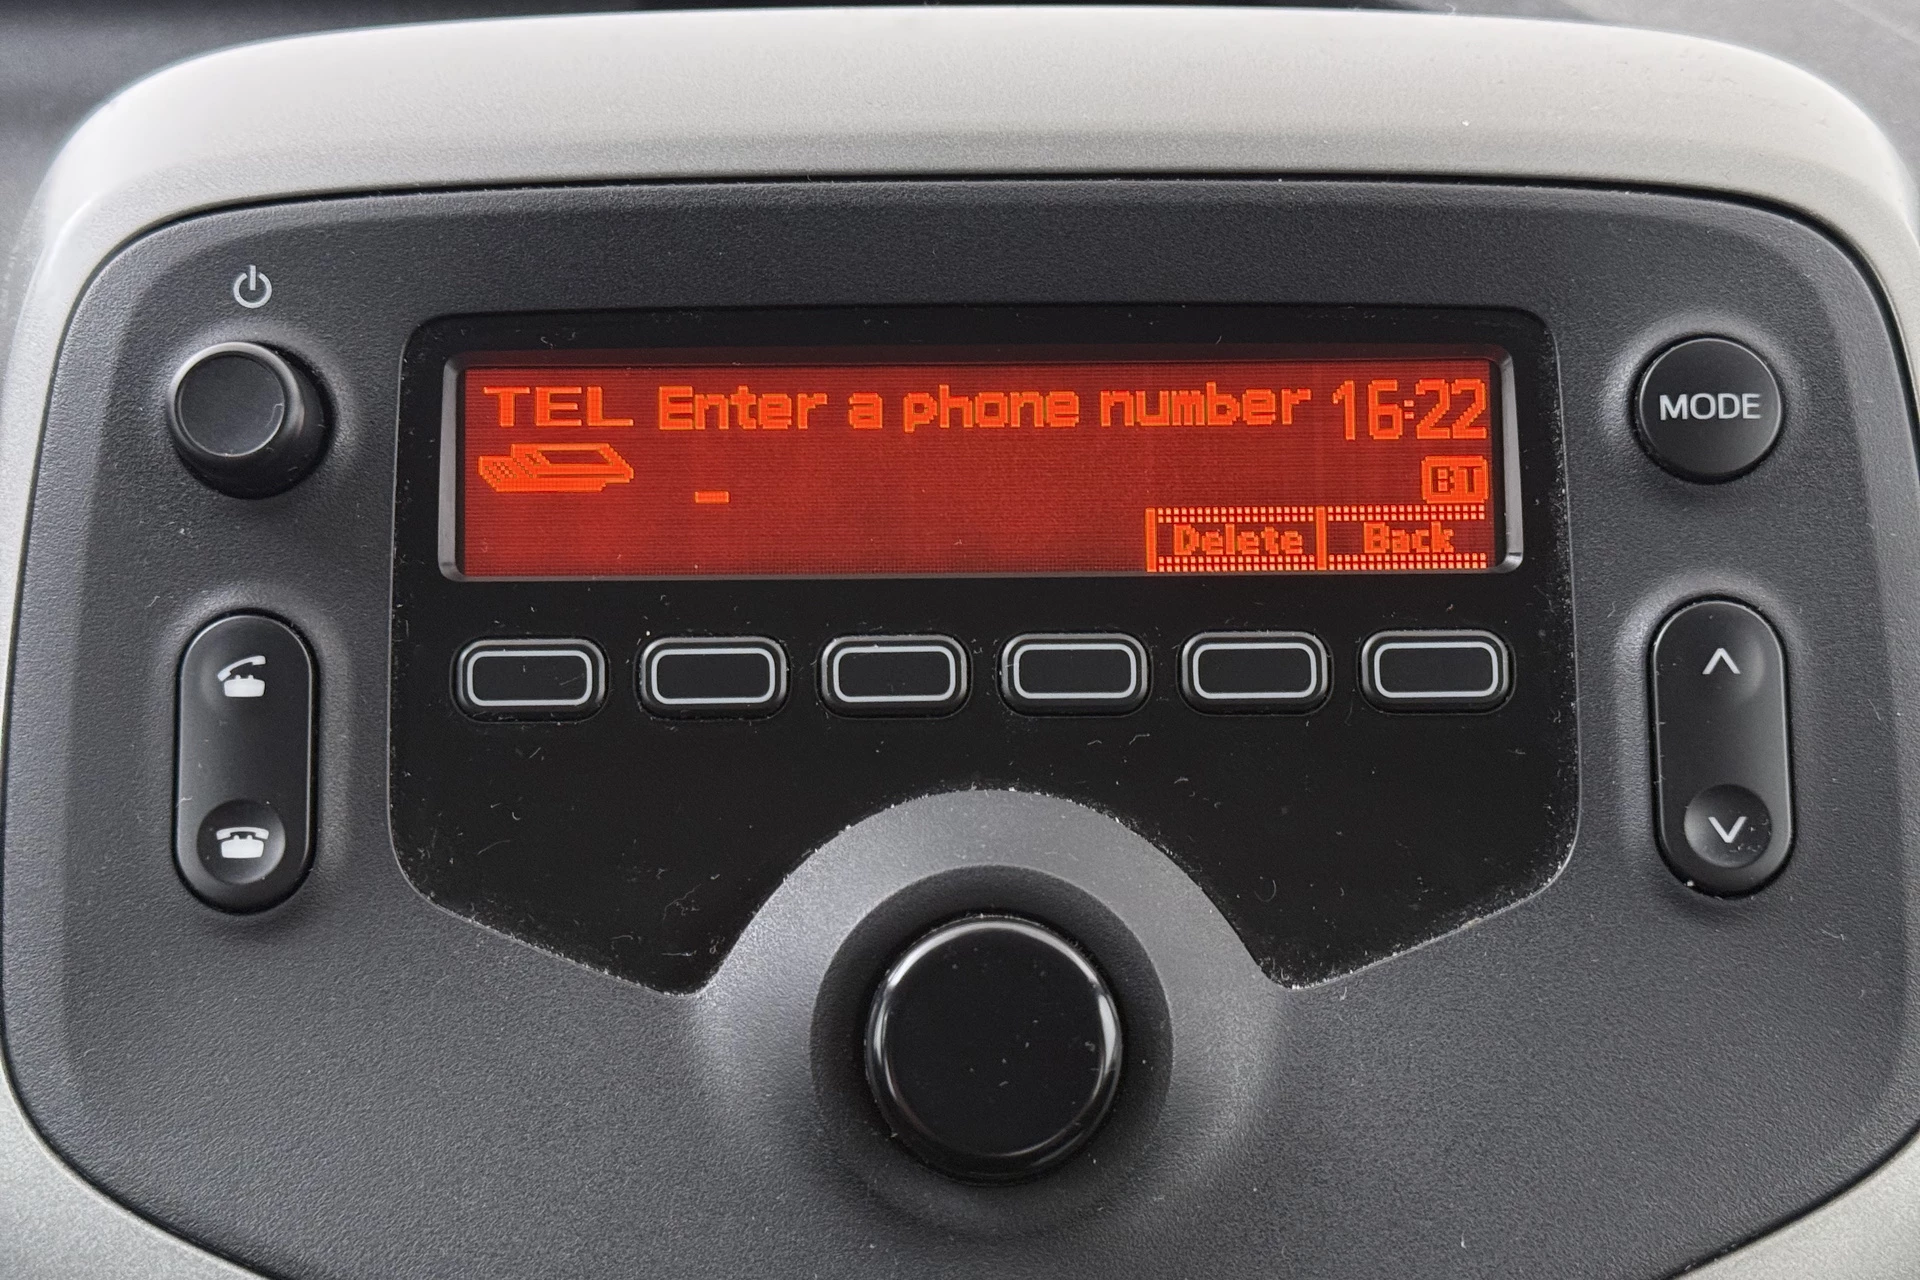 TEL Enter a phone number 16:22
BT
Delete Back
MODE